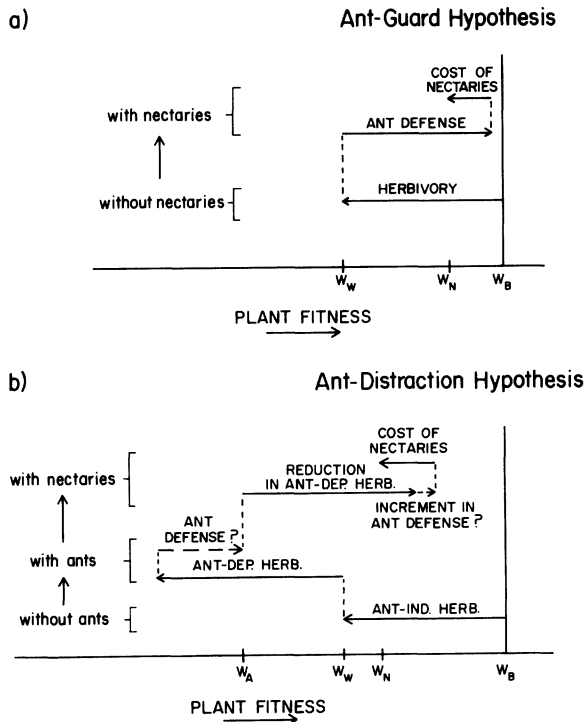 a)
Ant-Guard Hypothesis
COST OF
NECTARIES
with nectaries
ANT DEFENSE
without nectaries
HERBIVORY
W_W
W_N
W_B
PLANT FITNESS
b)
Ant-Distraction Hypothesis
COST OF
NECTARIES
with nectaries
REDUCTION
IN ANT-DEP. HERB.
INCREMENT IN
ANT DEFENSE?
ANT
DEFENSE?
with ants
ANT-DEP. HERB.
without ants
ANT-IND. HERB.
W_A
W_W
W_N
W_B
PLANT FITNESS